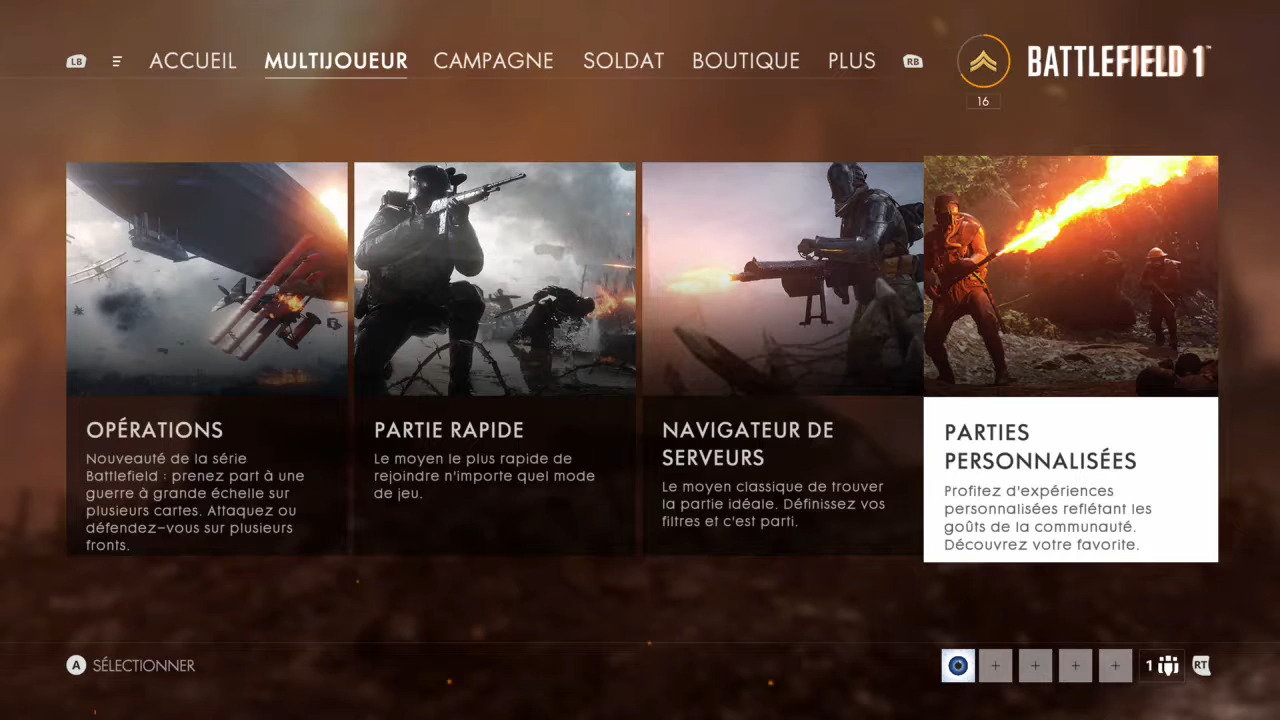 LB ACCUEIL MULTIJOUEUR CAMPAGNE SOLDAT BOUTIQUE PLUS RB BATTLEFIELD 1™
16
OPÉRATIONS
Nouveauté de la série
Battlefield : prenez part à une
guerre à grande échelle sur
plusieurs cartes. Attaquez ou
défendez-vous sur plusieurs
fronts.
PARTIE RAPIDE
Le moyen le plus rapide de
rejoindre n'importe quel mode
de jeu.
NAVIGATEUR DE
SERVEURS
Le moyen classique de trouver
la partie idéale. Définissez vos
filtres et c'est parti.
PARTIES
PERSONNALISÉES
Profitez d'expériences
personnalisées reflétant les
goûts de la communauté.
Découvrez votre favorite.
A SÉLECTIONNER
+ + + + 1 RT